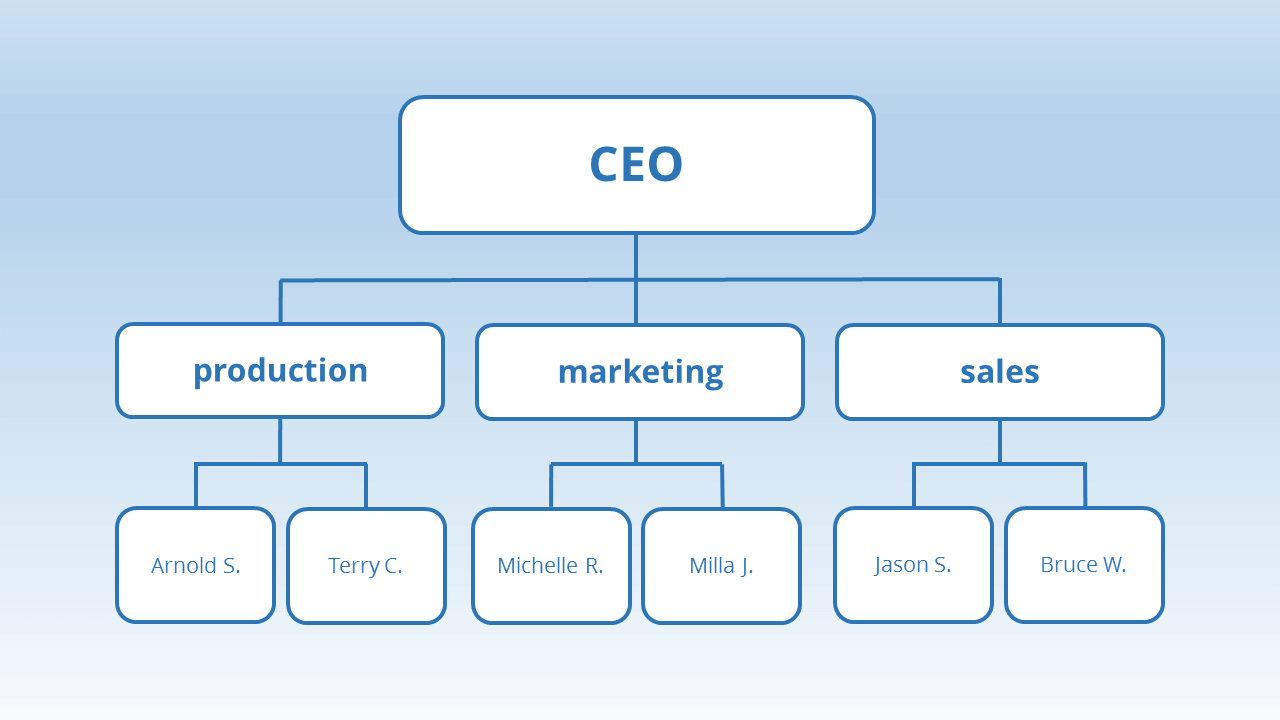 CEO
production
marketing
sales
Arnold S.
Terry C.
Michelle R.
Milla J.
Jason S.
Bruce W.